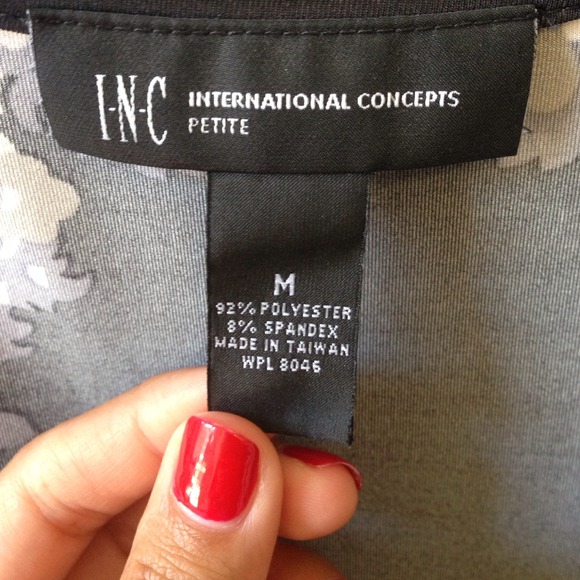 I-N-C INTERNATIONAL CONCEPTS
PETITE
M
92% POLYESTER
8% SPANDEX
MADE IN TAIWAN
WPL 8046